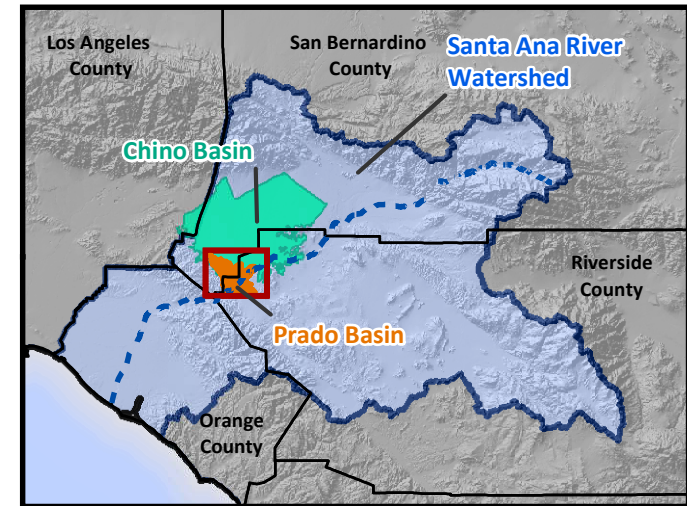 Los Angeles
County
San Bernardino
County
Santa Ana River
Watershed
Chino Basin
Riverside
County
Prado Basin
Orange
County